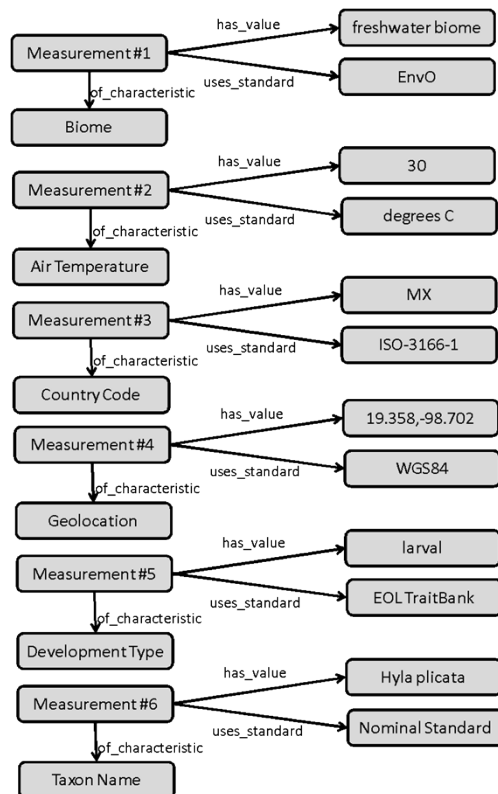 has_value
freshwater biome
Measurement #1
uses_standard
EnvO
of_characteristic
Biome
has_value
30
Measurement #2
uses_standard
degrees C
of_characteristic
Air Temperature
has_value
MX
Measurement #3
uses_standard
ISO-3166-1
of_characteristic
Country Code
has_value
19.358,-98.702
Measurement #4
uses_standard
WGS84
of_characteristic
Geolocation
has_value
larval
Measurement #5
uses_standard
EOL TraitBank
of_characteristic
Development Type
has_value
Hyla plicata
Measurement #6
uses_standard
Nominal Standard
of_characteristic
Taxon Name